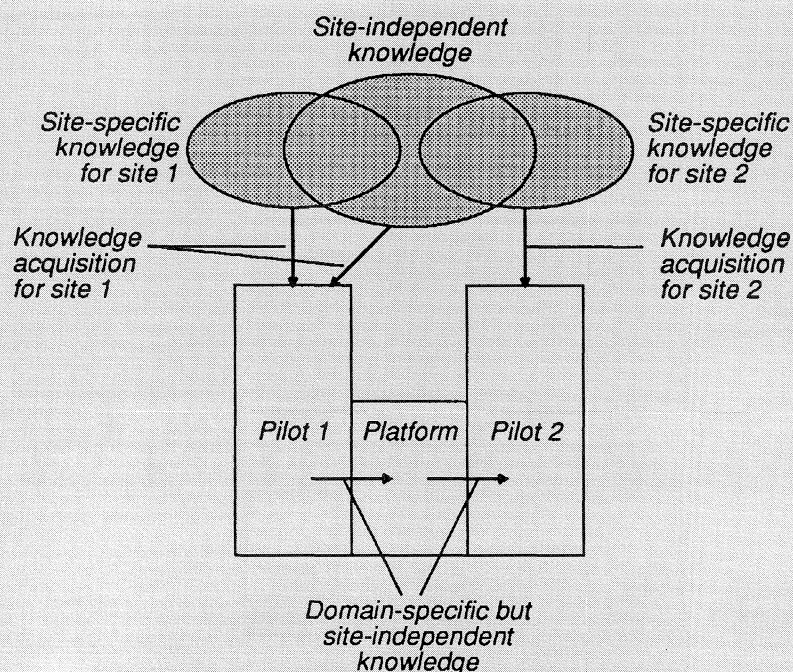 Site-independent
knowledge
Site-specific
knowledge
for site 1
Site-specific
knowledge
for site 2
Knowledge
acquisition
for site 1
Knowledge
acquisition
for site 2
Pilot 1
Platform
Pilot 2
Domain-specific but
site-independent
knowledge